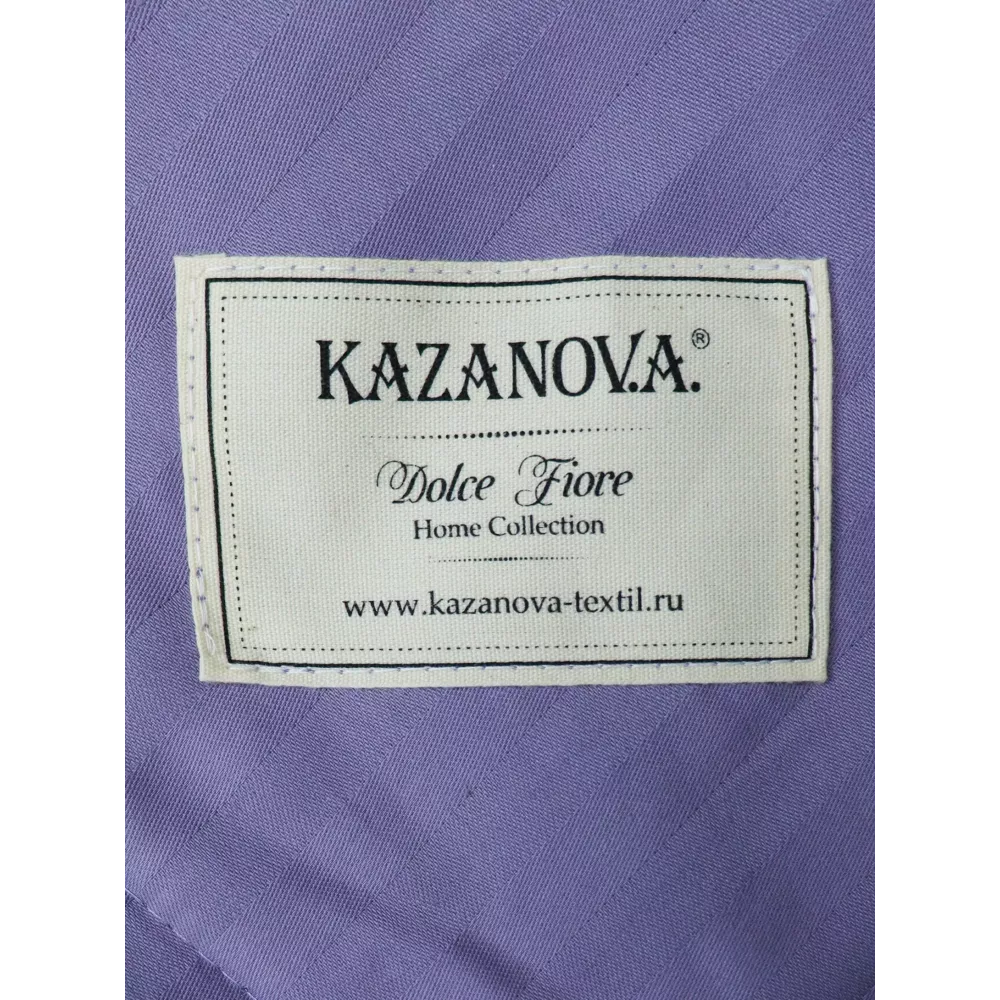 KAZANOV.A.®
Dolce Fiore
Home Collection
www.kazanova-textil.ru